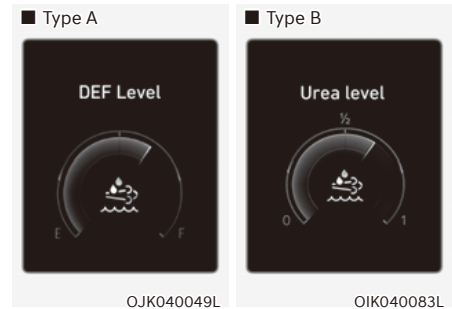 ■ Type A
DEF Level
E
F
OJK040049L
■ Type B
Urea level
½
0
1
OIK040083L